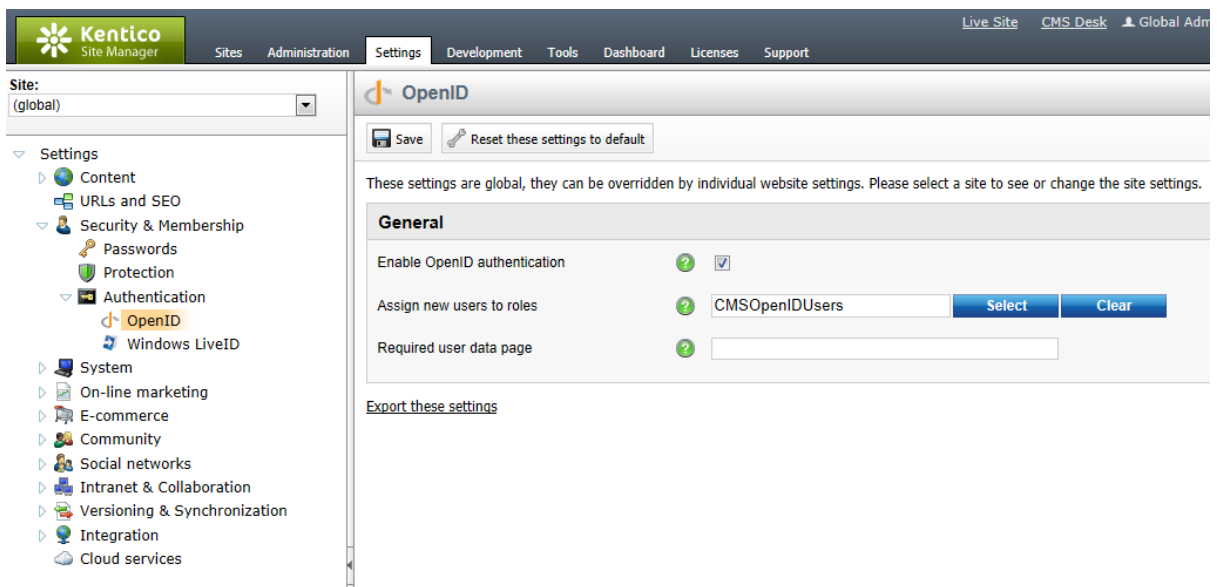 Live Site CMS Desk Global Adm
Kentico
Site Manager
Sites Administration Settings Development Tools Dashboard Licenses Support
Site:
(global)
Settings
Content
URLs and SEO
Security & Membership
Passwords
Protection
Authentication
OpenID
Windows LiveID
System
On-line marketing
E-commerce
Community
Social networks
Intranet & Collaboration
Versioning & Synchronization
Integration
Cloud services
OpenID
Save Reset these settings to default
These settings are global, they can be overridden by individual website settings. Please select a site to see or change the site settings.
General
Enable OpenID authentication ?
Assign new users to roles ? CMSOpenIDUsers Select Clear
Required user data page ?
Export these settings